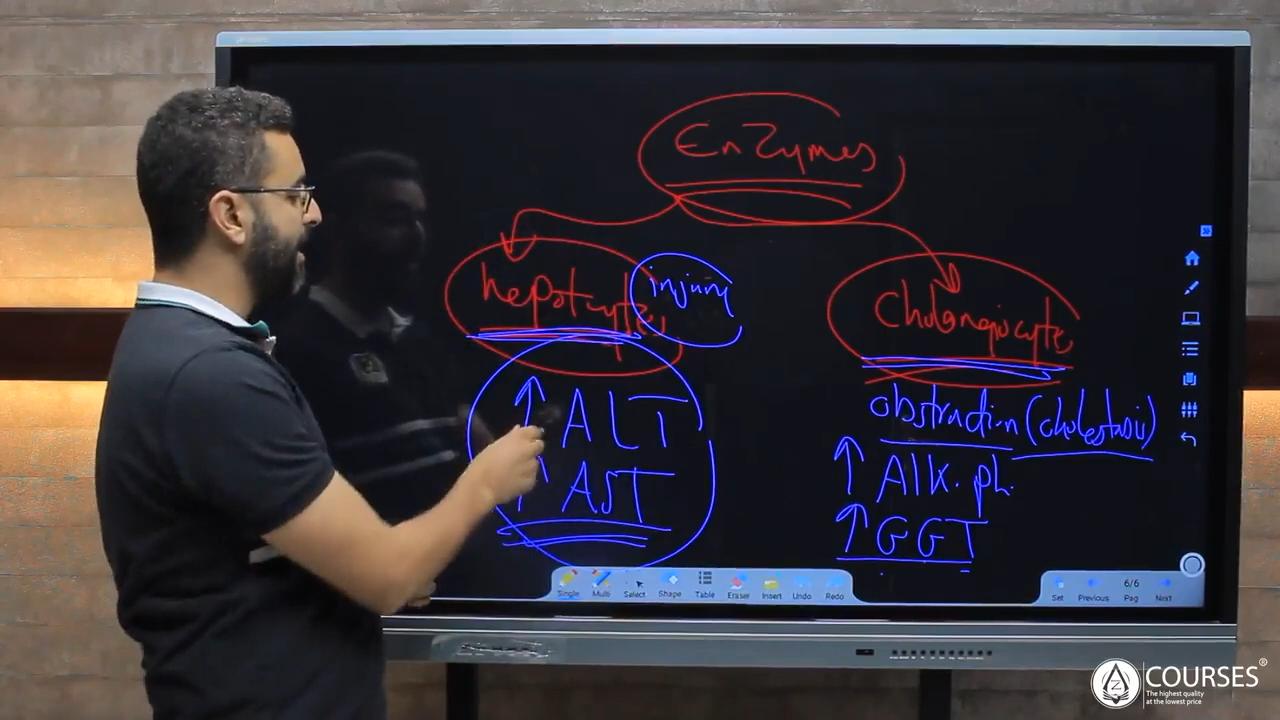 Enzymes
hepatocytes
injury
Cholangiocyte
↑ ALT
↑ AST
obstruction (cholestasis)
↑ Alk. ph.
↑ GGT
Single Multi Select Shape Table Eraser Insert Undo Redo
6/6
Set Previous Pag Next
Z
COURSES®
The highest quality
at the lowest price